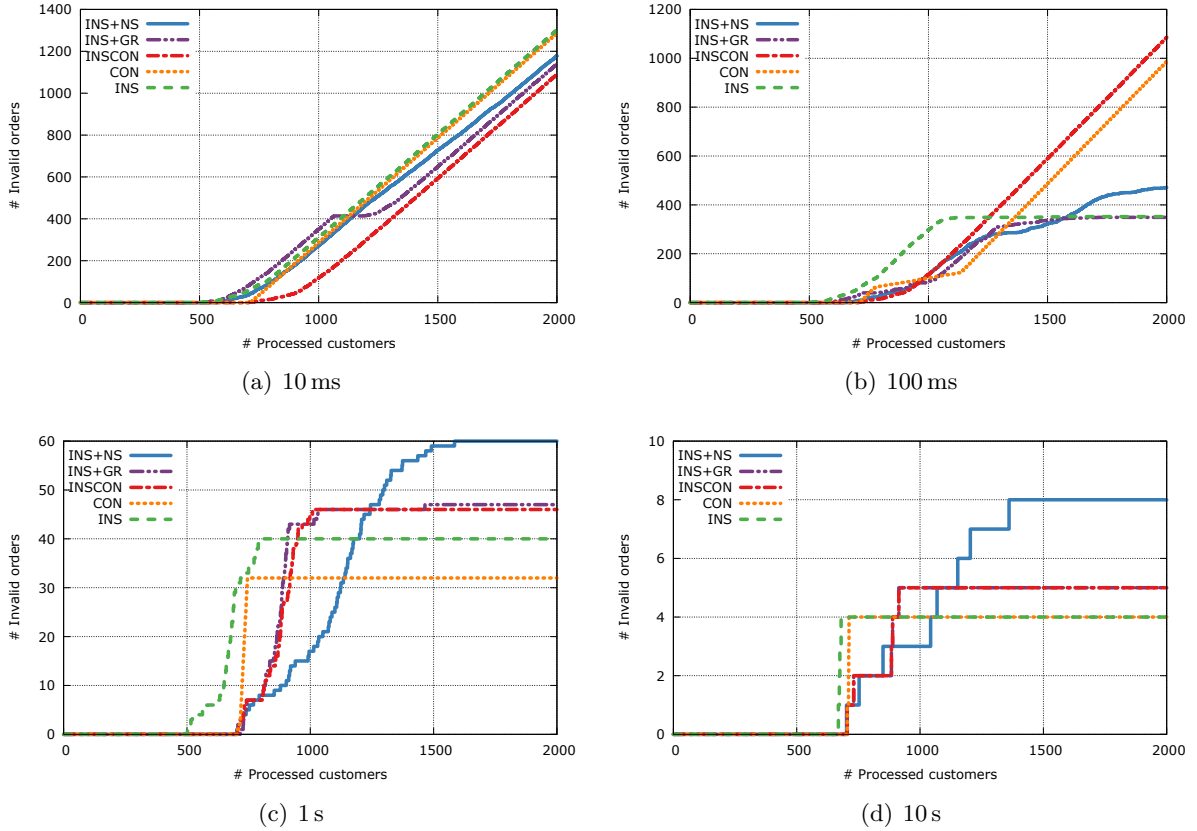 INS+NS
INS+GR
INSCON
CON
INS
# Invalid orders
1400
1200
1000
800
600
400
200
0
0 500 1000 1500 2000
# Processed customers
(a) 10 ms
INS+NS
INS+GR
INSCON
CON
INS
# Invalid orders
1200
1000
800
600
400
200
0
0 500 1000 1500 2000
# Processed customers
(b) 100 ms
INS+NS
INS+GR
INSCON
CON
INS
# Invalid orders
60
50
40
30
20
10
0
0 500 1000 1500 2000
# Processed customers
(c) 1 s
INS+NS
INS+GR
INSCON
CON
INS
# Invalid orders
10
8
6
4
2
0
0 500 1000 1500 2000
# Processed customers
(d) 10 s